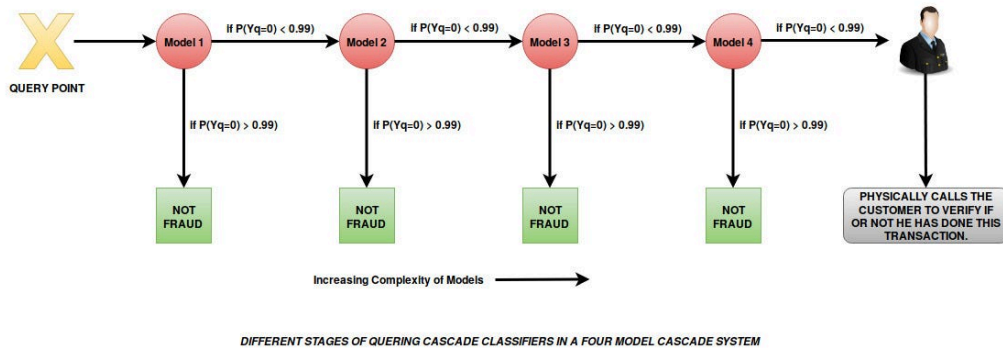 if P(Yq=0) < 0.99)
if P(Yq=0) < 0.99)
if P(Yq=0) < 0.99)
if P(Yq=0) < 0.99)
Model 1
Model 2
Model 3
Model 4
QUERY POINT
if P(Yq=0) > 0.99)
if P(Yq=0) > 0.99)
if P(Yq=0) > 0.99)
if P(Yq=0) > 0.99)
NOT
FRAUD
NOT
FRAUD
NOT
FRAUD
NOT
FRAUD
PHYSICALLY CALLS THE
CUSTOMER TO VERIFY IF
OR NOT HE HAS DONE THIS
TRANSACTION.
Increasing Complexity of Models
DIFFERENT STAGES OF QUERING CASCADE CLASSIFIERS IN A FOUR MODEL CASCADE SYSTEM